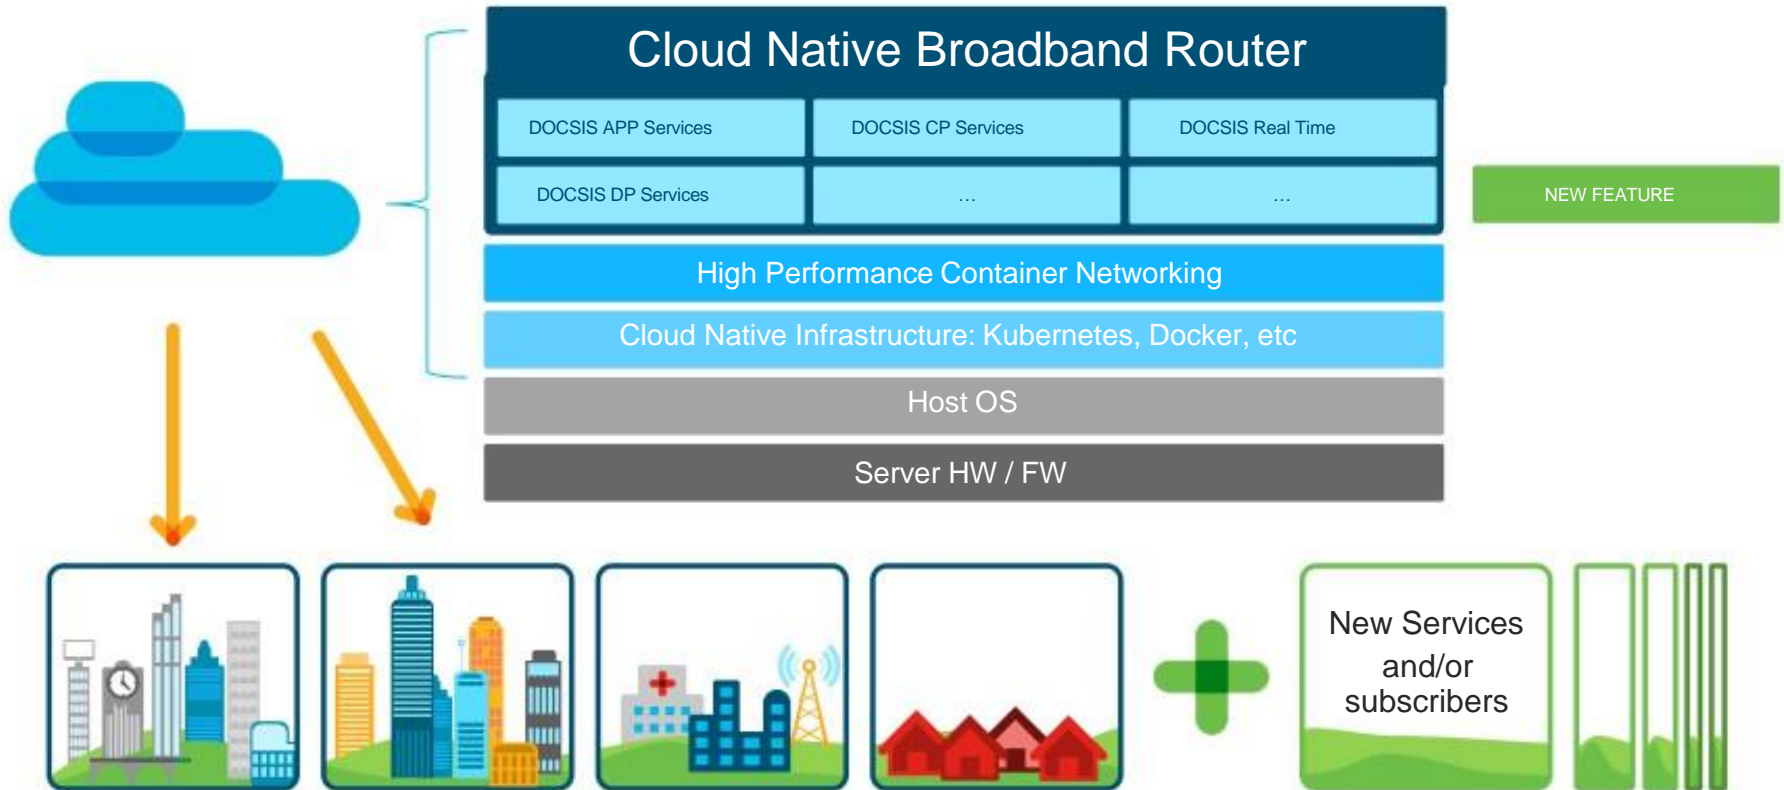 Cloud Native Broadband Router
DOCSIS APP Services
DOCSIS CP Services
DOCSIS Real Time
DOCSIS DP Services
...
...
NEW FEATURE
High Performance Container Networking
Cloud Native Infrastructure: Kubernetes, Docker, etc
Host OS
Server HW / FW
New Services
and/or
subscribers